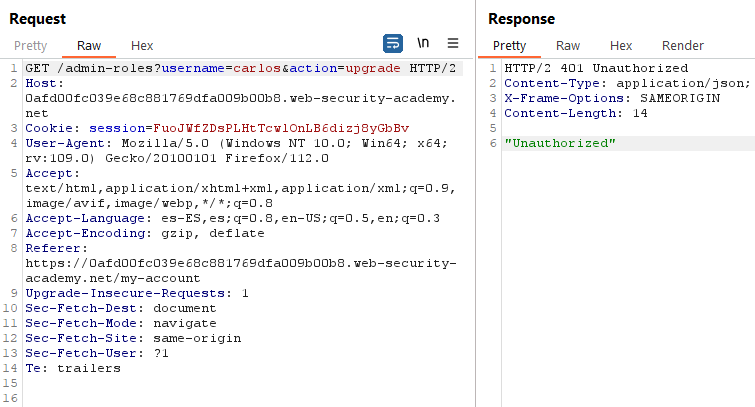 Request
Pretty Raw Hex
\n
1 GET /admin-roles?username=carlos&action=upgrade HTTP/2
2 Host:
0afd00fc039e68c881769dfa009b00b8.web-security-academy.
net
3 Cookie: session=FuoJWfZDsPLHtTcwlOnLB6dizj8yGbBv
4 User-Agent: Mozilla/5.0 (Windows NT 10.0; Win64; x64;
rv:109.0) Gecko/20100101 Firefox/112.0
5 Accept:
text/html,application/xhtml+xml,application/xml;q=0.9,
image/avif,image/webp,*/*;q=0.8
6 Accept-Language: es-ES,es;q=0.8,en-US;q=0.5,en;q=0.3
7 Accept-Encoding: gzip, deflate
8 Referer:
https://0afd00fc039e68c881769dfa009b00b8.web-security-
academy.net/my-account
9 Upgrade-Insecure-Requests: 1
10 Sec-Fetch-Dest: document
11 Sec-Fetch-Mode: navigate
12 Sec-Fetch-Site: same-origin
13 Sec-Fetch-User: ?1
14 Te: trailers
15
16
Response
Pretty Raw Hex Render
1 HTTP/2 401 Unauthorized
2 Content-Type: application/json;
3 X-Frame-Options: SAMEORIGIN
4 Content-Length: 14
5
6 "Unauthorized"